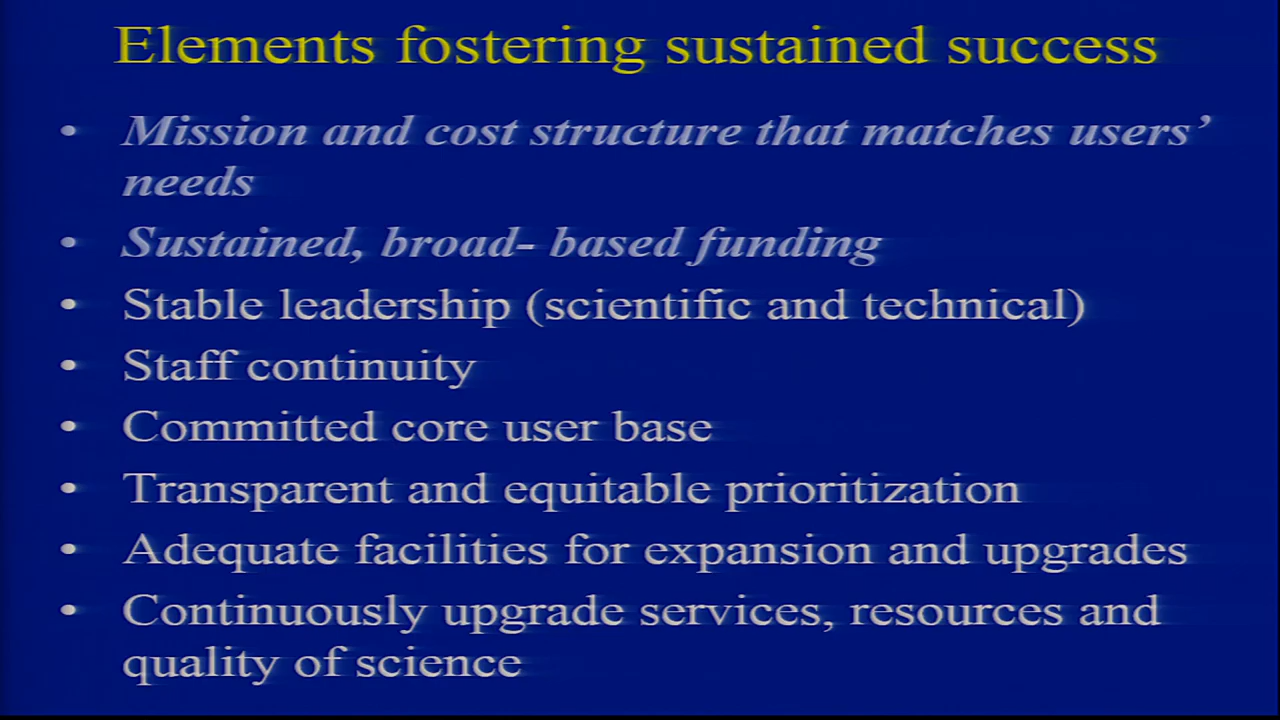 Elements fostering sustained success
• Mission and cost structure that matches users’
needs
• Sustained, broad- based funding
• Stable leadership (scientific and technical)
• Staff continuity
• Committed core user base
• Transparent and equitable prioritization
• Adequate facilities for expansion and upgrades
• Continuously upgrade services, resources and
quality of science